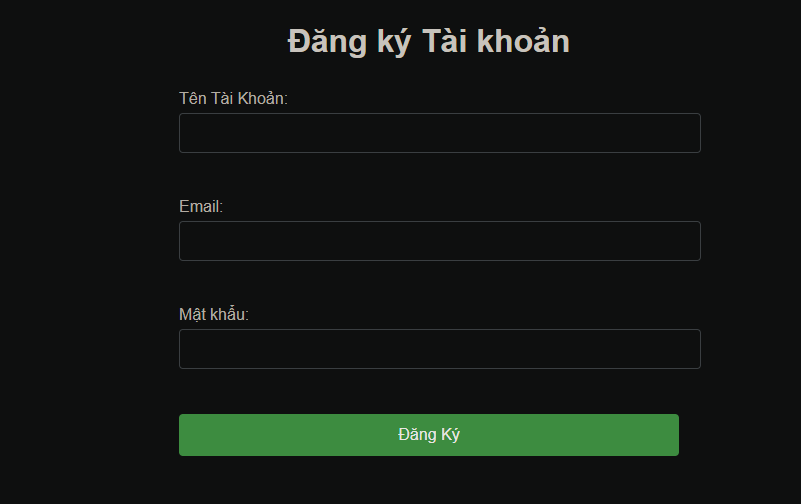 Đăng ký Tài khoản
Tên Tài Khoản:
Email:
Mật khẩu:
Đăng Ký